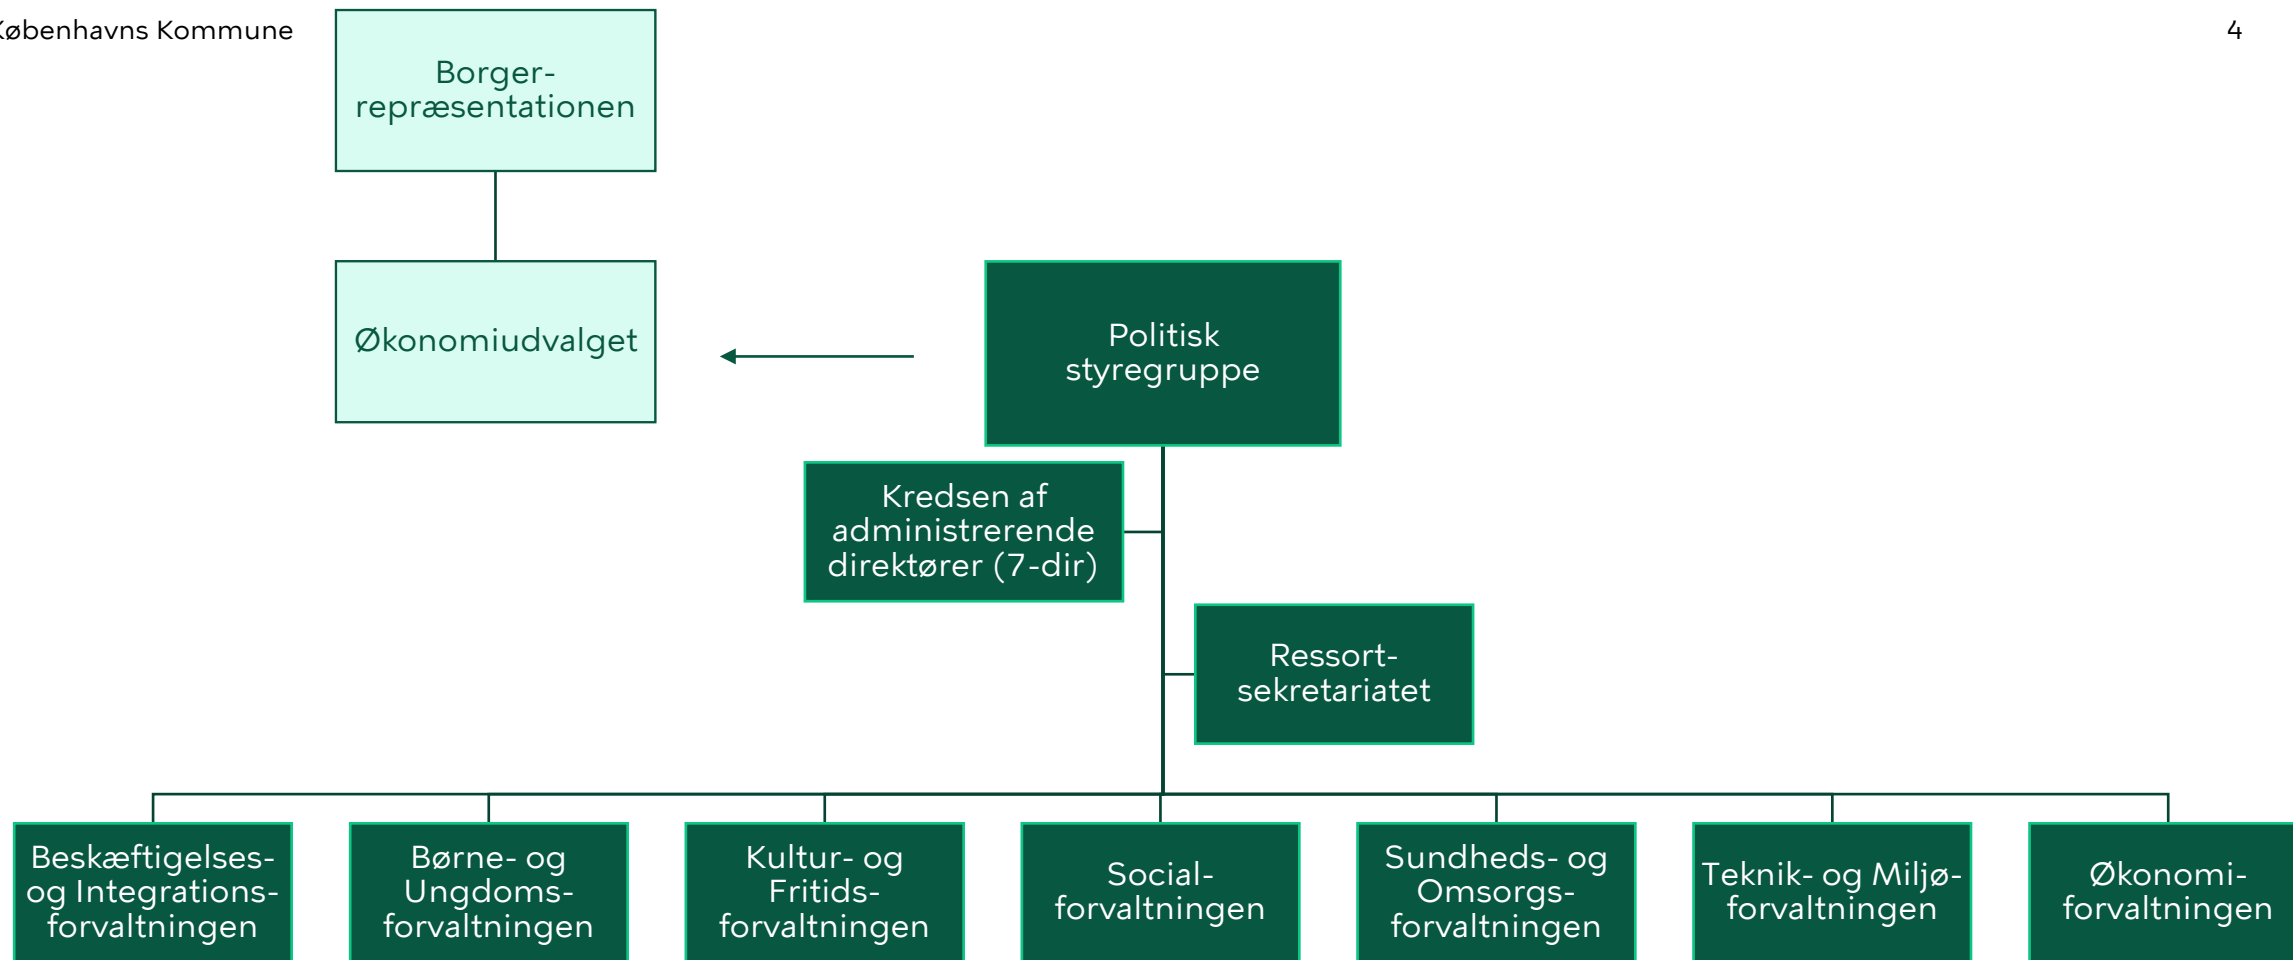 Københavns Kommune
4
Borger-
repræsentationen
Økonomiudvalget
Politisk
styregruppe
Kredsen af
administrerende
direktører (7-dir)
Ressort-
sekretariatet
Beskæftigelses-
og Integrations-
forvaltningen
Børne- og
Ungdoms-
forvaltningen
Kultur- og
Fritids-
forvaltningen
Social-
forvaltningen
Sundheds- og
Omsorgs-
forvaltningen
Teknik- og Miljø-
forvaltningen
Økonomi-
forvaltningen